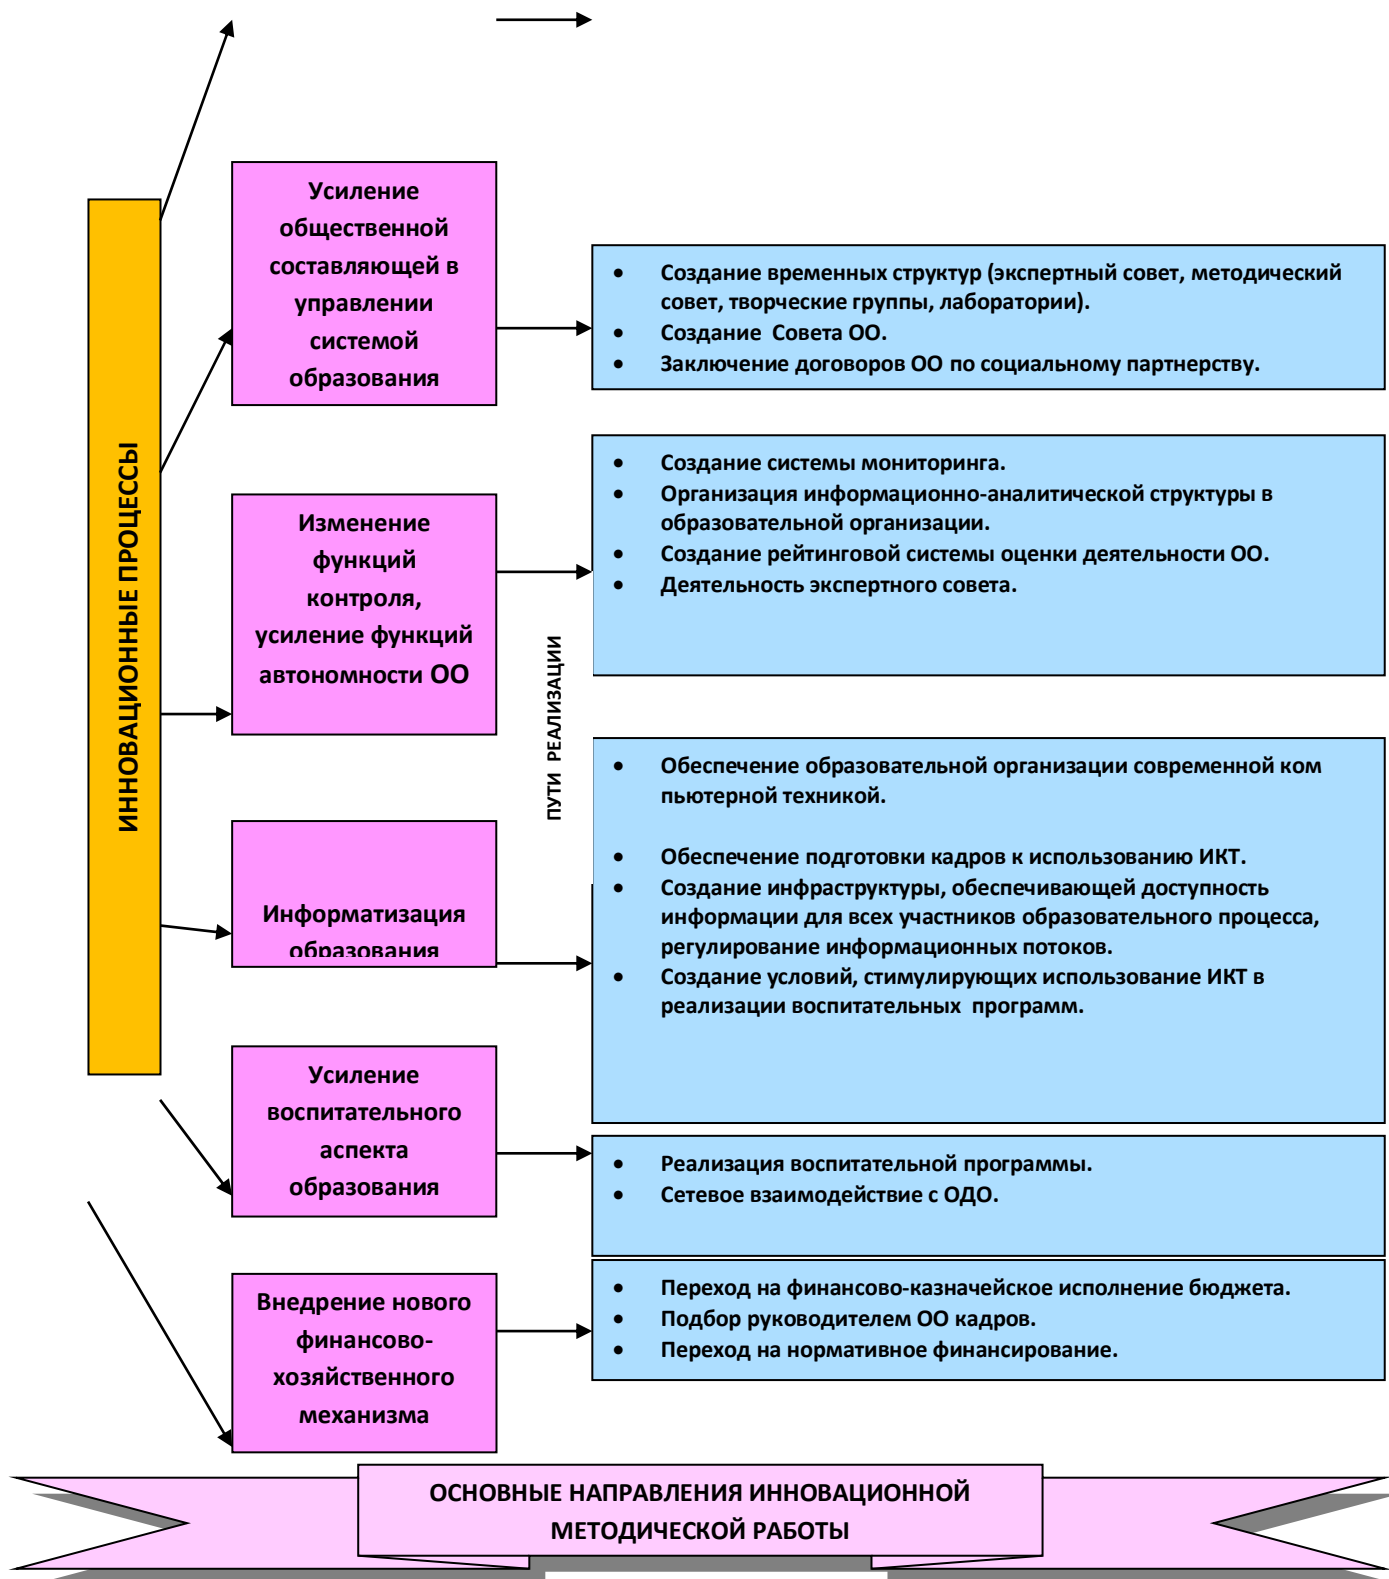 ИННОВАЦИОННЫЕ ПРОЦЕССЫ
Усиление
общественной
составляющей в
управлении
системой
образования
• Создание временных структур (экспертный совет, методический
совет, творческие группы, лаборатории).
• Создание  Совета ОО.
• Заключение договоров ОО по социальному партнерству.
Изменение
функций
контроля,
усиление функций
автономности ОО
• Создание системы мониторинга.
• Организация информационно-аналитической структуры в
образовательной организации.
• Создание рейтинговой системы оценки деятельности ОО.
• Деятельность экспертного совета.
ПУТИ  РЕАЛИЗАЦИИ
Информатизация
образования
• Обеспечение образовательной организации современной ком
пьютерной техникой.
• Обеспечение подготовки кадров к использованию ИКТ.
• Создание инфраструктуры, обеспечивающей доступность
информации для всех участников образовательного процесса,
регулирование информационных потоков.
• Создание условий, стимулирующих использование ИКТ в
реализации воспитательных  программ.
Усиление
воспитательного
аспекта
образования
• Реализация воспитательной программы.
• Сетевое взаимодействие с ОДО.
Внедрение нового
финансово-
хозяйственного
механизма
• Переход на финансово-казначейское исполнение бюджета.
• Подбор руководителем ОО кадров.
• Переход на нормативное финансирование.
ОСНОВНЫЕ НАПРАВЛЕНИЯ ИННОВАЦИОННОЙ
МЕТОДИЧЕСКОЙ РАБОТЫ